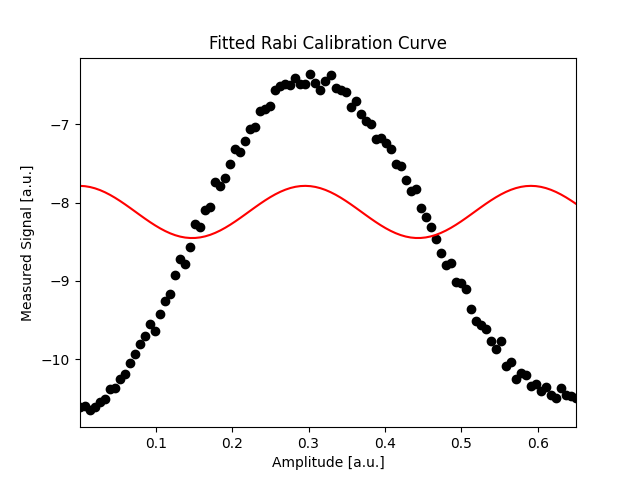 Fitted Rabi Calibration Curve
Measured Signal [a.u.]
−7
−8
−9
−10
0.1 0.2 0.3 0.4 0.5 0.6
Amplitude [a.u.]